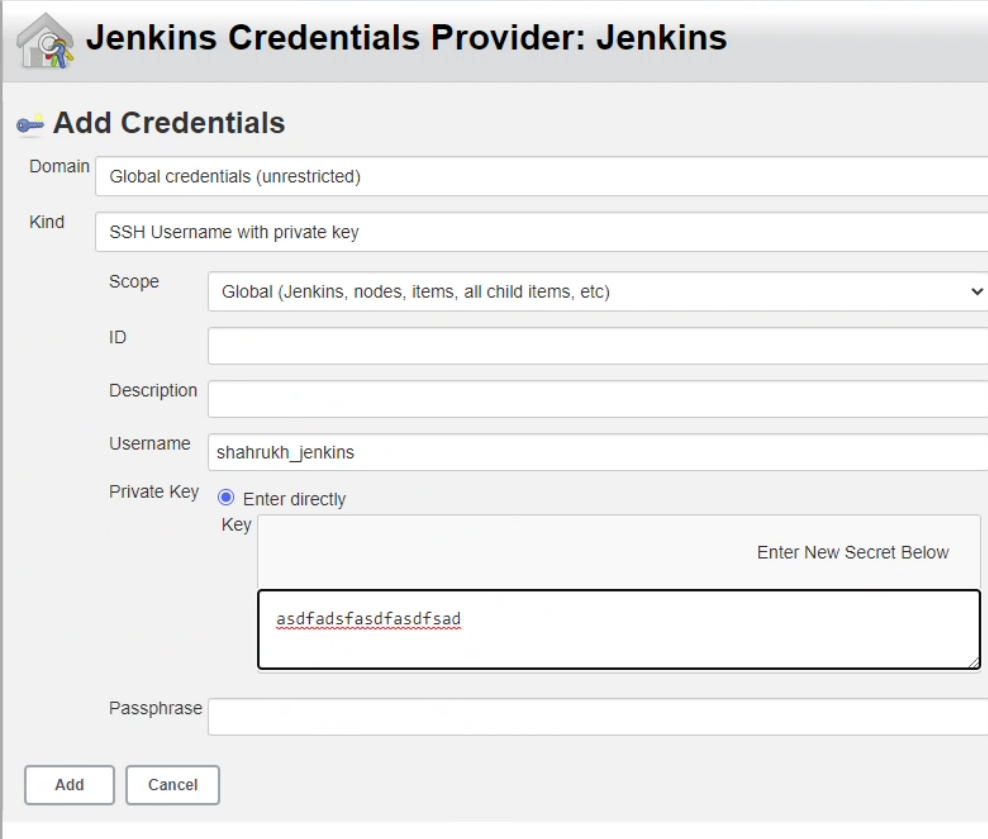 Jenkins Credentials Provider: Jenkins
Add Credentials
Domain
Global credentials (unrestricted)
Kind
SSH Username with private key
Scope
Global (Jenkins, nodes, items, all child items, etc)
ID
Description
Username
shahrukh_jenkins
Private Key
Enter directly
Key
Enter New Secret Below
asdfadsfasdfasdfsad
Passphrase
Add
Cancel